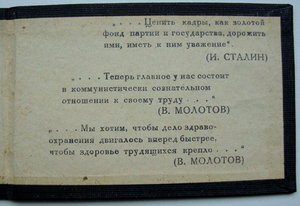 ". . . . Ценить кадры, как золотой
фонд партии и государства, дорожить
ими, иметь к ним уважение".
(И. СТАЛИН)
". . . . Теперь главное у нас состоит
в коммунистически сознательном
отношении к своему труду . . . ."
(В. МОЛОТОВ)
". . . . Мы хотим, чтобы дело здраво-
охранения двигалось вперед быстрее,
чтобы здоровье трудящихся крепло . . . ."
(В. МОЛОТОВ)